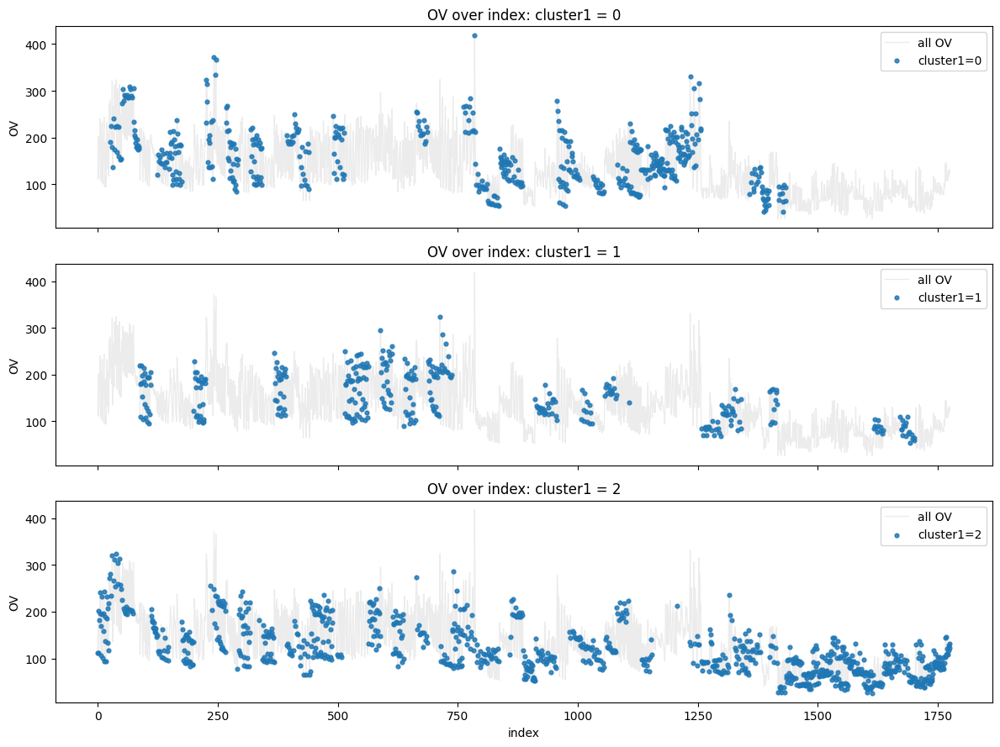 OV over index: cluster1 = 0
400
300
200
100
OV
all OV
cluster1=0
OV over index: cluster1 = 1
400
300
200
100
OV
all OV
cluster1=1
OV over index: cluster1 = 2
400
300
200
100
OV
all OV
cluster1=2
0 250 500 750 1000 1250 1500 1750
index